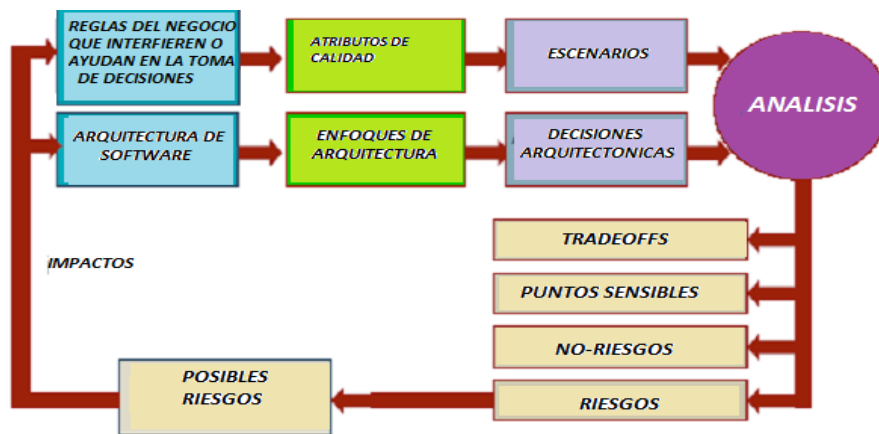 REGLAS DEL NEGOCIO
QUE INTERFIEREN O
AYUDAN EN LA TOMA
DE DECISIONES
ATRIBUTOS DE
CALIDAD
ESCENARIOS
ANALISIS
ARQUITECTURA DE
SOFTWARE
ENFOQUES DE
ARQUITECTURA
DECISIONES
ARQUITECTONICAS
TRADEOFFS
IMPACTOS
PUNTOS SENSIBLES
NO-RIESGOS
POSIBLES
RIESGOS
RIESGOS